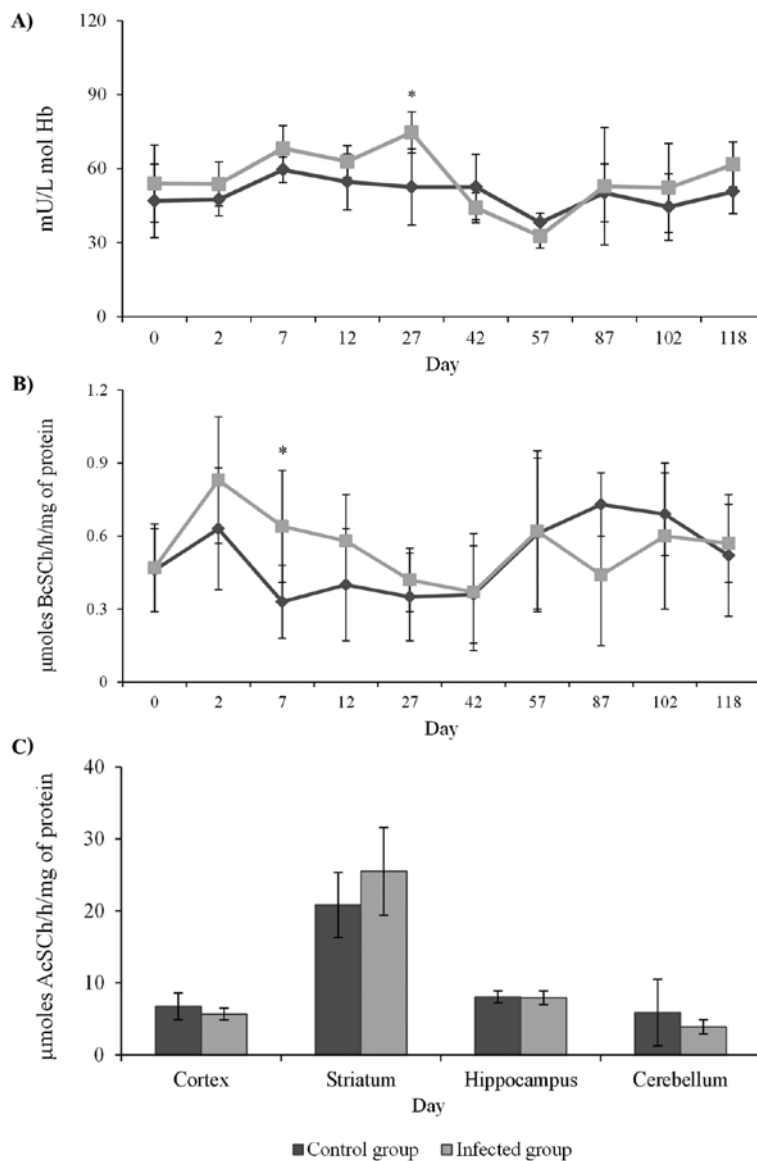 A)
mU/L mol Hb
120
90
60
30
0
*
0 2 7 12 27 42 57 87 102 118
Day
B)
μmoles BcSCh/h/mg of protein
1.2
0.9
0.6
0.3
0
*
0 2 7 12 27 42 57 87 102 118
Day
C)
μmoles AcSCh/h/mg of protein
40
30
20
10
0
Cortex Striatum Hippocampus Cerebellum
Day
Control group Infected group